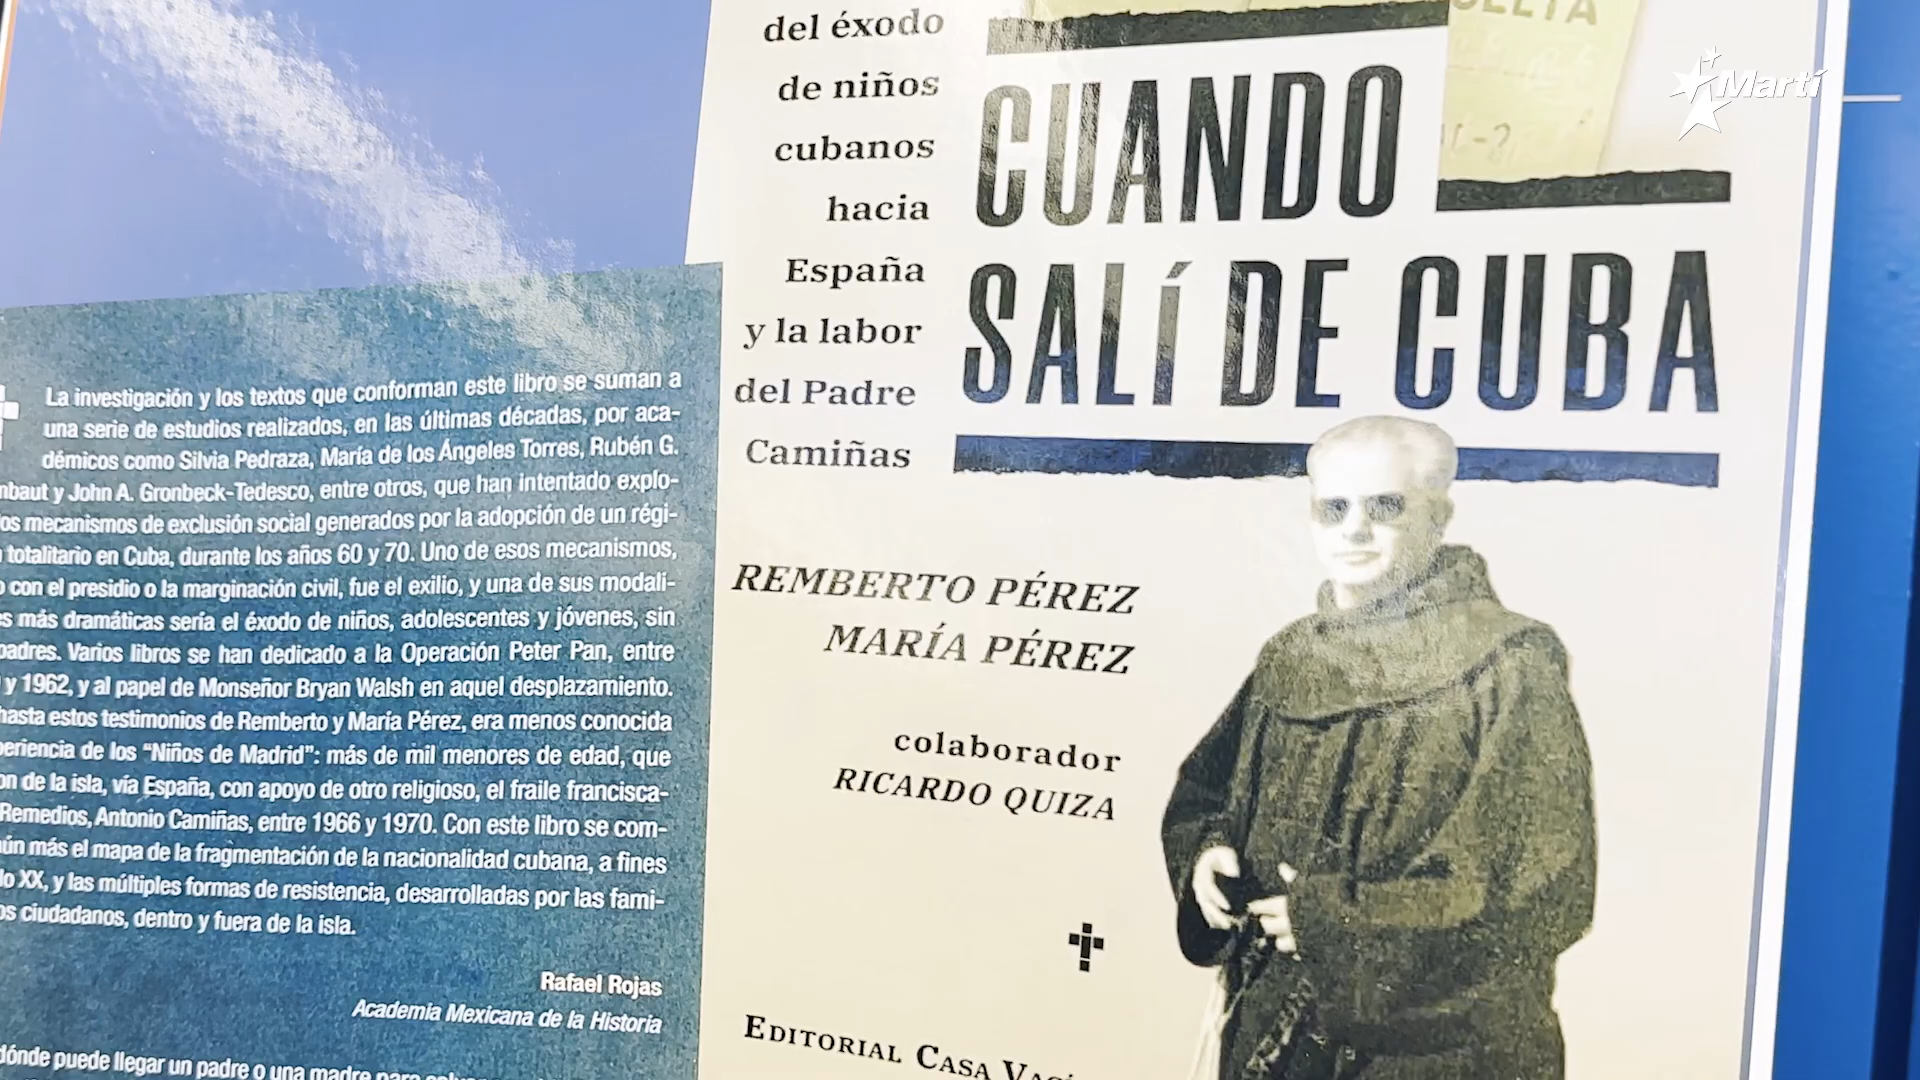 La investigación y los textos que conforman este libro se suman a
una serie de estudios realizados, en las últimas décadas, por aca-
démicos como Silvia Pedraza, María de los Ángeles Torres, Rubén G.
mbaut y John A. Gronbeck-Tedesco, entre otros, que han intentado explo-
os mecanismos de exclusión social generados por la adopción de un régi-
totalitario en Cuba, durante los años 60 y 70. Uno de esos mecanismos,
o con el presidio o la marginación civil, fue el exilio, y una de sus modali-
es más dramáticas sería el éxodo de niños, adolescentes y jóvenes, sin
padres. Varios libros se han dedicado a la Operación Peter Pan, entre
y 1962, y al papel de Monseñor Bryan Walsh en aquel desplazamiento.
hasta estos testimonios de Remberto y María Pérez, era menos conocida
periencia de los “Niños de Madrid”: más de mil menores de edad, que
on de la isla, vía España, con apoyo de otro religioso, el fraile francisca-
Remedios, Antonio Camiñas, entre 1966 y 1970. Con este libro se com-
ún más el mapa de la fragmentación de la nacionalidad cubana, a fines
lo XX, y las múltiples formas de resistencia, desarrolladas por las fami-
os ciudadanos, dentro y fuera de la isla.
Rafael Rojas
Academia Mexicana de la Historia
dónde puede llegar un padre o una madre para
del éxodo
de niños
cubanos
hacia
España
y la labor
del Padre
Camiñas
CUANDO
SALÍ DE CUBA
REMBERTO PÉREZ
MARÍA PÉREZ
colaborador
RICARDO QUIZA
EDITORIAL CASA
Martí